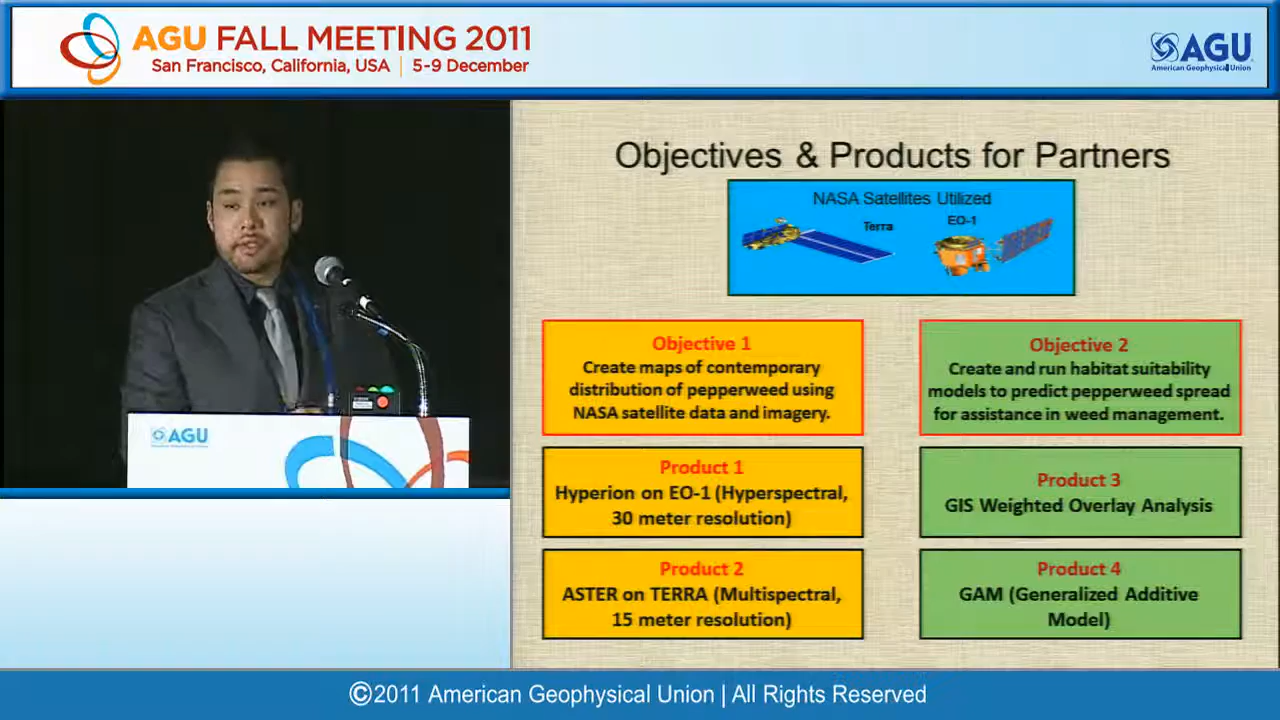 AGU FALL MEETING 2011
San Francisco, California, USA | 5-9 December
AGU
American Geophysical Union
AGU
Objectives & Products for Partners
NASA Satellites Utilized
Terra
EO-1
Objective 1
Create maps of contemporary
distribution of pepperweed using
NASA satellite data and imagery.
Product 1
Hyperion on EO-1 (Hyperspectral,
30 meter resolution)
Product 2
ASTER on TERRA (Multispectral,
15 meter resolution)
Objective 2
Create and run habitat suitability
models to predict pepperweed spread
for assistance in weed management.
Product 3
GIS Weighted Overlay Analysis
Product 4
GAM (Generalized Additive
Model)
©2011 American Geophysical Union | All Rights Reserved